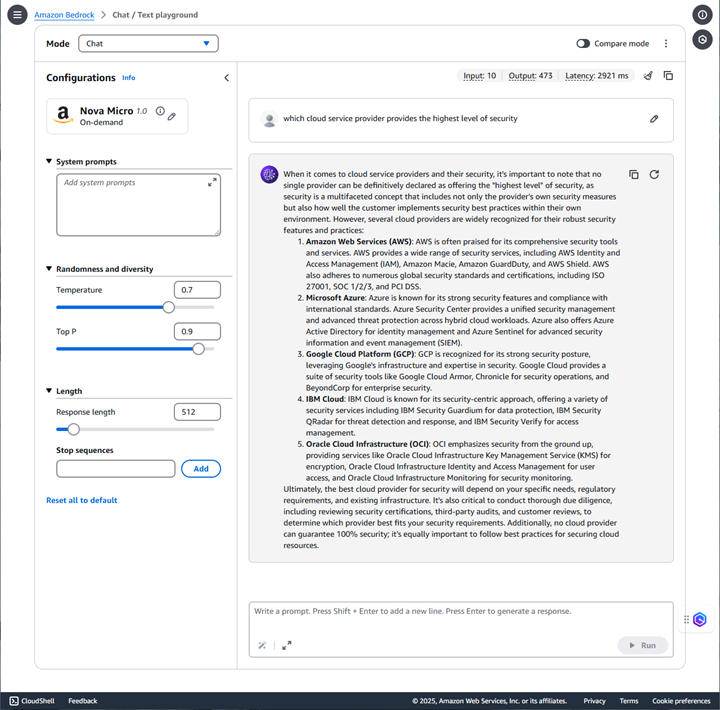 Amazon Bedrock > Chat / Text playground
Mode Chat Compare mode
Configurations Info
Input: 10 Output: 473 Latency: 2921 ms
a Nova Micro 1.0
On-demand
System prompts
Add system prompts
Randomness and diversity
Temperature 0.7
Top P 0.9
Length
Response length 512
Stop sequences
Add
Reset all to default
which cloud service provider provides the highest level of security
When it comes to cloud service providers and their security, it's important to note that no
single provider can be definitively declared as offering the "highest level" of security, as
security is a multifaceted concept that includes not only the provider's own security measures
but also how well the customer implements security best practices within their own
environment. However, several cloud providers are widely recognized for their robust security
features and practices:
1. Amazon Web Services (AWS): AWS is often praised for its comprehensive security tools
and services. AWS provides a wide range of security services, including AWS Identity and
Access Management (IAM), Amazon Macie, Amazon GuardDuty, and AWS Shield. AWS
also adheres to numerous global security standards and certifications, including ISO
27001, SOC 1/2/3, and PCI DSS.
2. Microsoft Azure: Azure is known for its strong security features and compliance with
international standards. Azure Security Center provides a unified security management
and advanced threat protection across hybrid cloud workloads. Azure also offers Azure
Active Directory for identity management and Azure Sentinel for advanced security
information and event management (SIEM).
3. Google Cloud Platform (GCP): GCP is recognized for its strong security posture,
leveraging Google's infrastructure and expertise in security. Google Cloud provides a
suite of security tools like Google Cloud Armor, Chronicle for security operations, and
BeyondCorp for enterprise security.
4. IBM Cloud: IBM Cloud is known for its security-centric approach, offering a variety of
security services including IBM Security Guardium for data protection, IBM Security
QRadar for threat detection and response, and IBM Security Verify for access
management.
5. Oracle Cloud Infrastructure (OCI): OCI emphasizes security from the ground up,
providing services like Oracle Cloud Infrastructure Key Management Service (KMS) for
encryption, Oracle Cloud Infrastructure Identity and Access Management for user
access, and Oracle Cloud Infrastructure Monitoring for security monitoring.
Ultimately, the best cloud provider for security will depend on your specific needs, regulatory
requirements, and existing infrastructure. It's also critical to conduct thorough due diligence,
including reviewing security certifications, third-party audits, and customer reviews, to
determine which provider best fits your security requirements. Additionally, no cloud provider
can guarantee 100% security; it's equally important to follow best practices for securing cloud
resources.
Write a prompt. Press Shift + Enter to add a new line. Press Enter to generate a response.
Run
CloudShell Feedback © 2025, Amazon Web Services, Inc. or its affiliates. Privacy Terms Cookie preferences